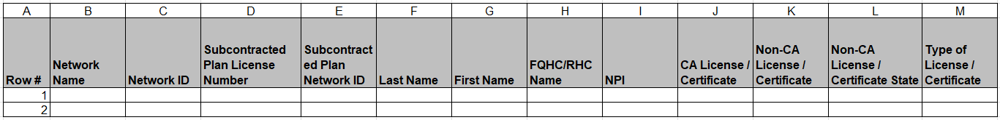 A B C D E F G H I J K L M
Row # Network Name Network ID Subcontracted Plan License Number Subcontract ed Plan Network ID Last Name First Name FQHC/RHC Name NPI CA License / Certificate Non-CA License / Certificate Non-CA License / Certificate State Type of License / Certificate
1
2